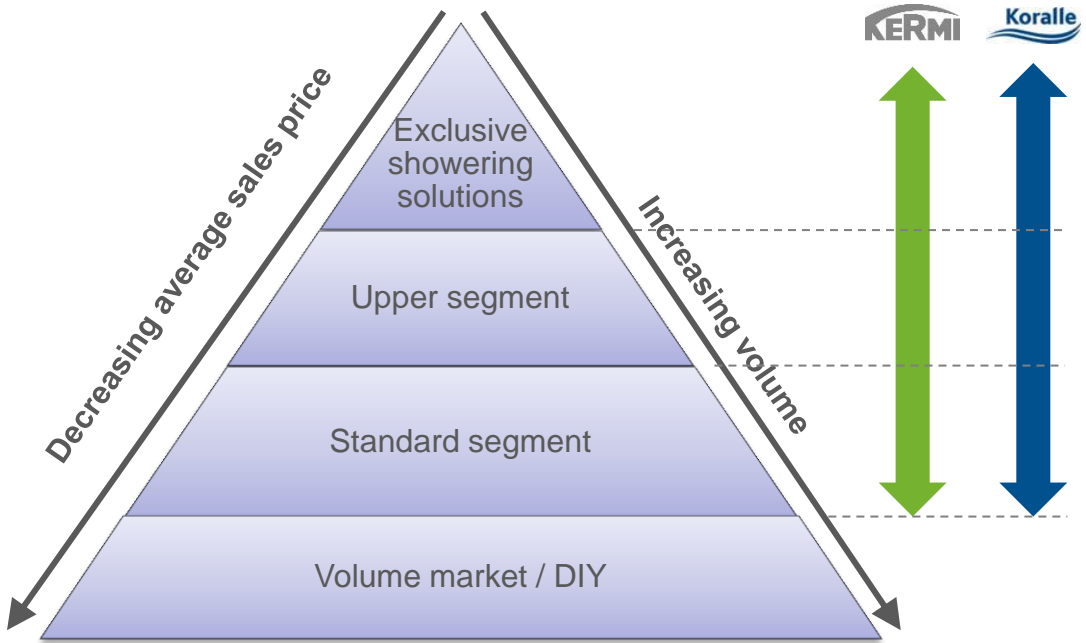 KERMI
Koralle
Decreasing average sales price
Increasing volume
Exclusive
showering
solutions
Upper segment
Standard segment
Volume market / DIY